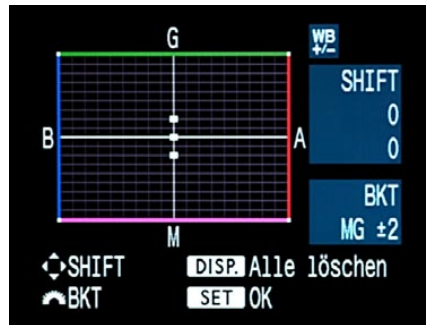 G
WB
+/-
SHIFT
0
B
A
0
BKT
M
MG ±2
SHIFT
DISP. Alle löschen
BKT
SET OK